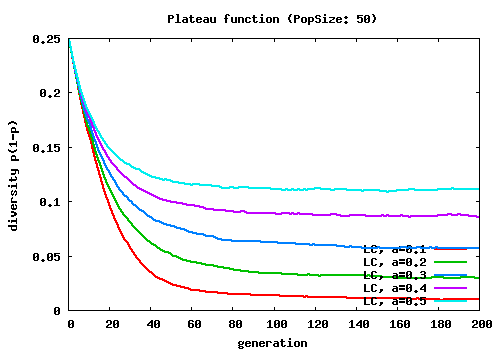 Plateau function (PopSize: 50)
diversity p(1-p)
0.25
0.2
0.15
0.1
0.05
0
0 20 40 60 80 100 120 140 160 180 200
generation
LC, a=0.1
LC, a=0.2
LC, a=0.3
LC, a=0.4
LC, a=0.5